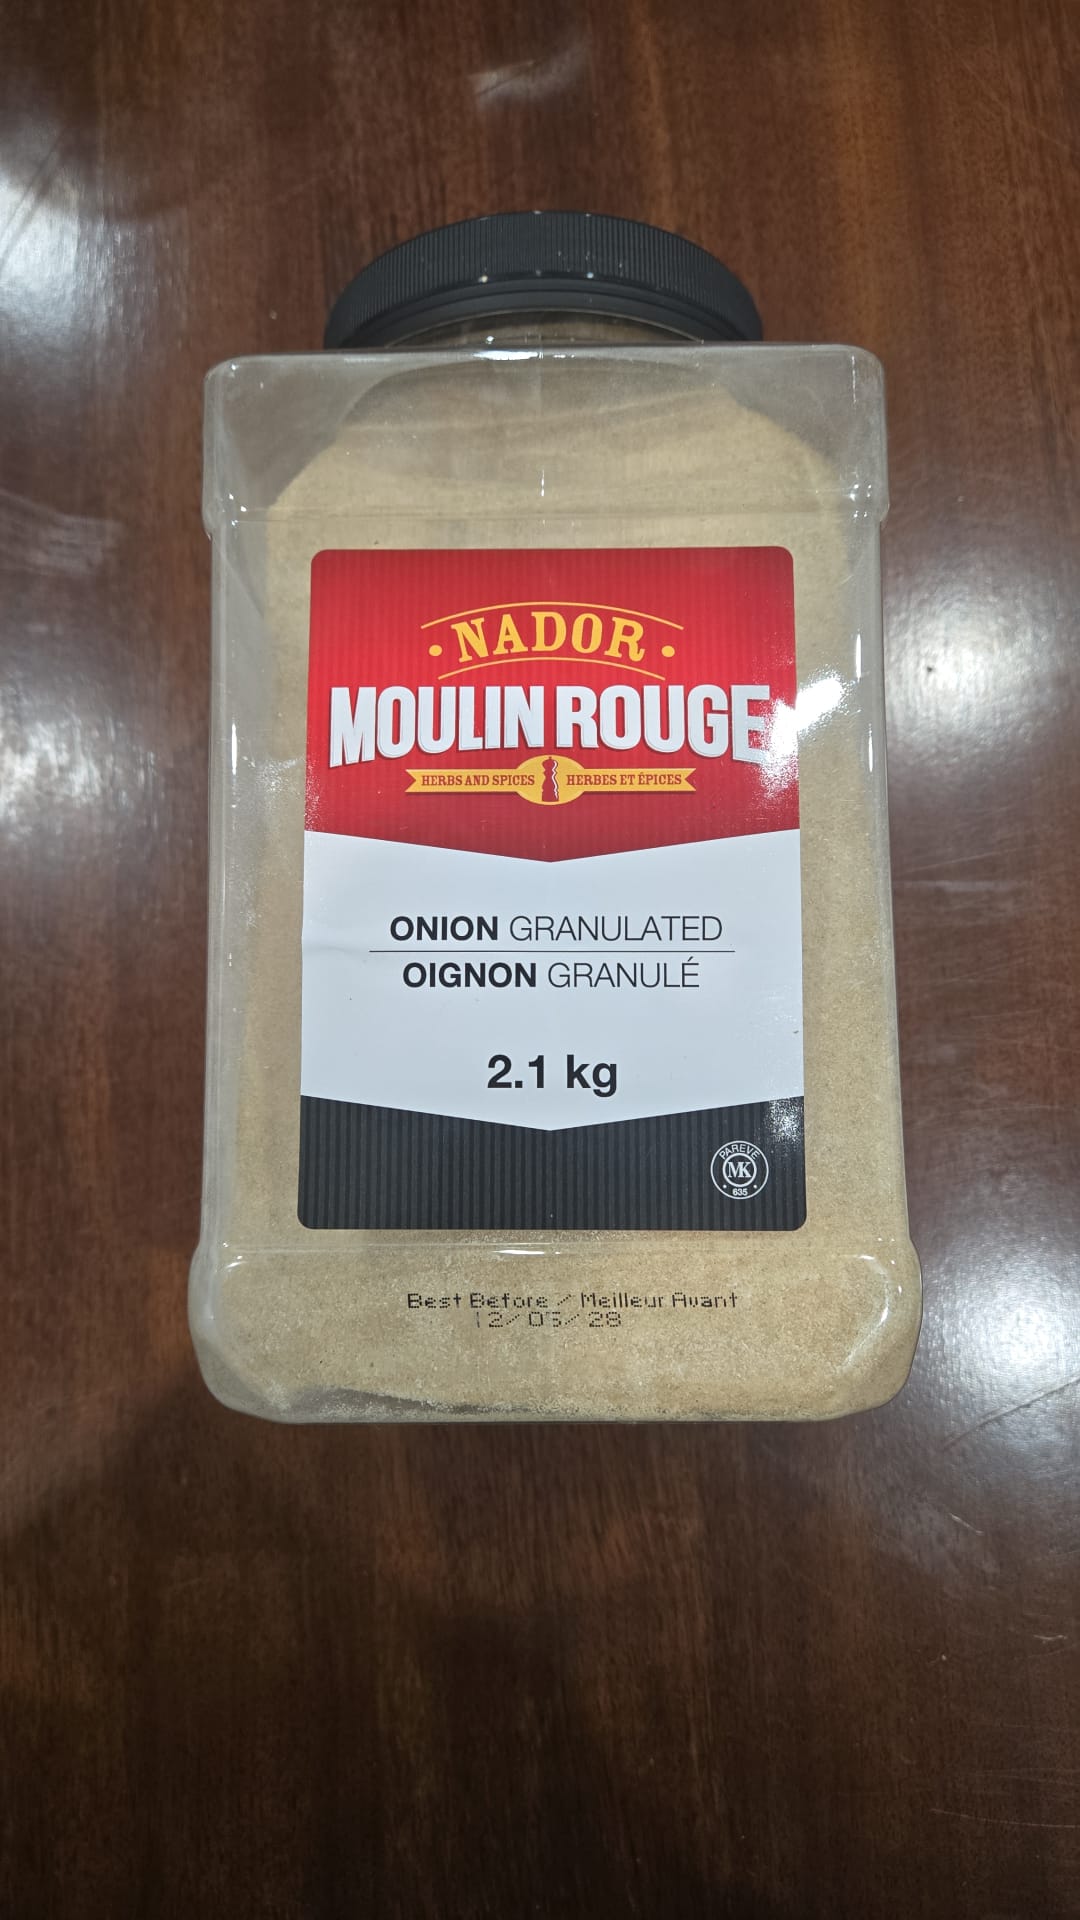 • NADOR •
MOULIN ROUGE
HERBS AND SPICES HERBES ET ÉPICES
ONION GRANULATED
OIGNON GRANULÉ
2.1 kg
PAREVE
MK
635
Best Before / Meilleur Avant
12/05/28